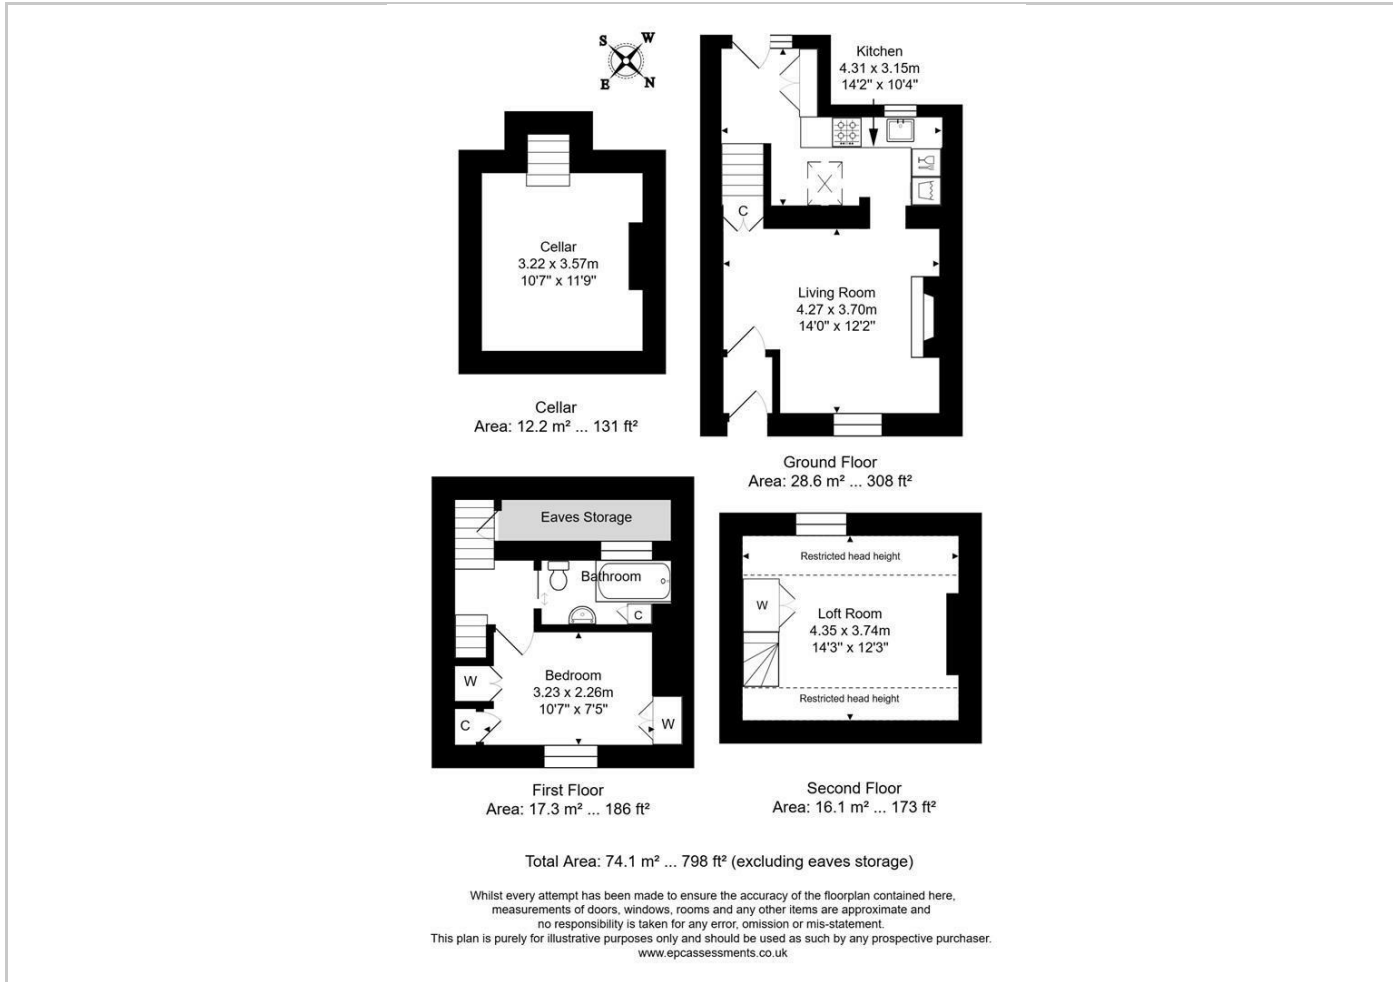 S W
E N
Kitchen
4.31 x 3.15m
14'2" x 10'4"
C
Cellar
3.22 x 3.57m
10'7" x 11'9"
Living Room
4.27 x 3.70m
14'0" x 12'2"
Cellar
Area: 12.2 m² ... 131 ft²
Ground Floor
Area: 28.6 m² ... 308 ft²
Eaves Storage
Bathroom
C
Bedroom
3.23 x 2.26m
10'7" x 7'5"
W
C
W
Restricted head height
W
Loft Room
4.35 x 3.74m
14'3" x 12'3"
Restricted head height
First Floor
Area: 17.3 m² ... 186 ft²
Second Floor
Area: 16.1 m² ... 173 ft²
Total Area: 74.1 m² ... 798 ft² (excluding eaves storage)
Whilst every attempt has been made to ensure the accuracy of the floorplan contained here,
measurements of doors, windows, rooms and any other items are approximate and
no responsibility is taken for any error, omission or mis-statement.
This plan is purely for illustrative purposes only and should be used as such by any prospective purchaser.
www.epcassessments.co.uk